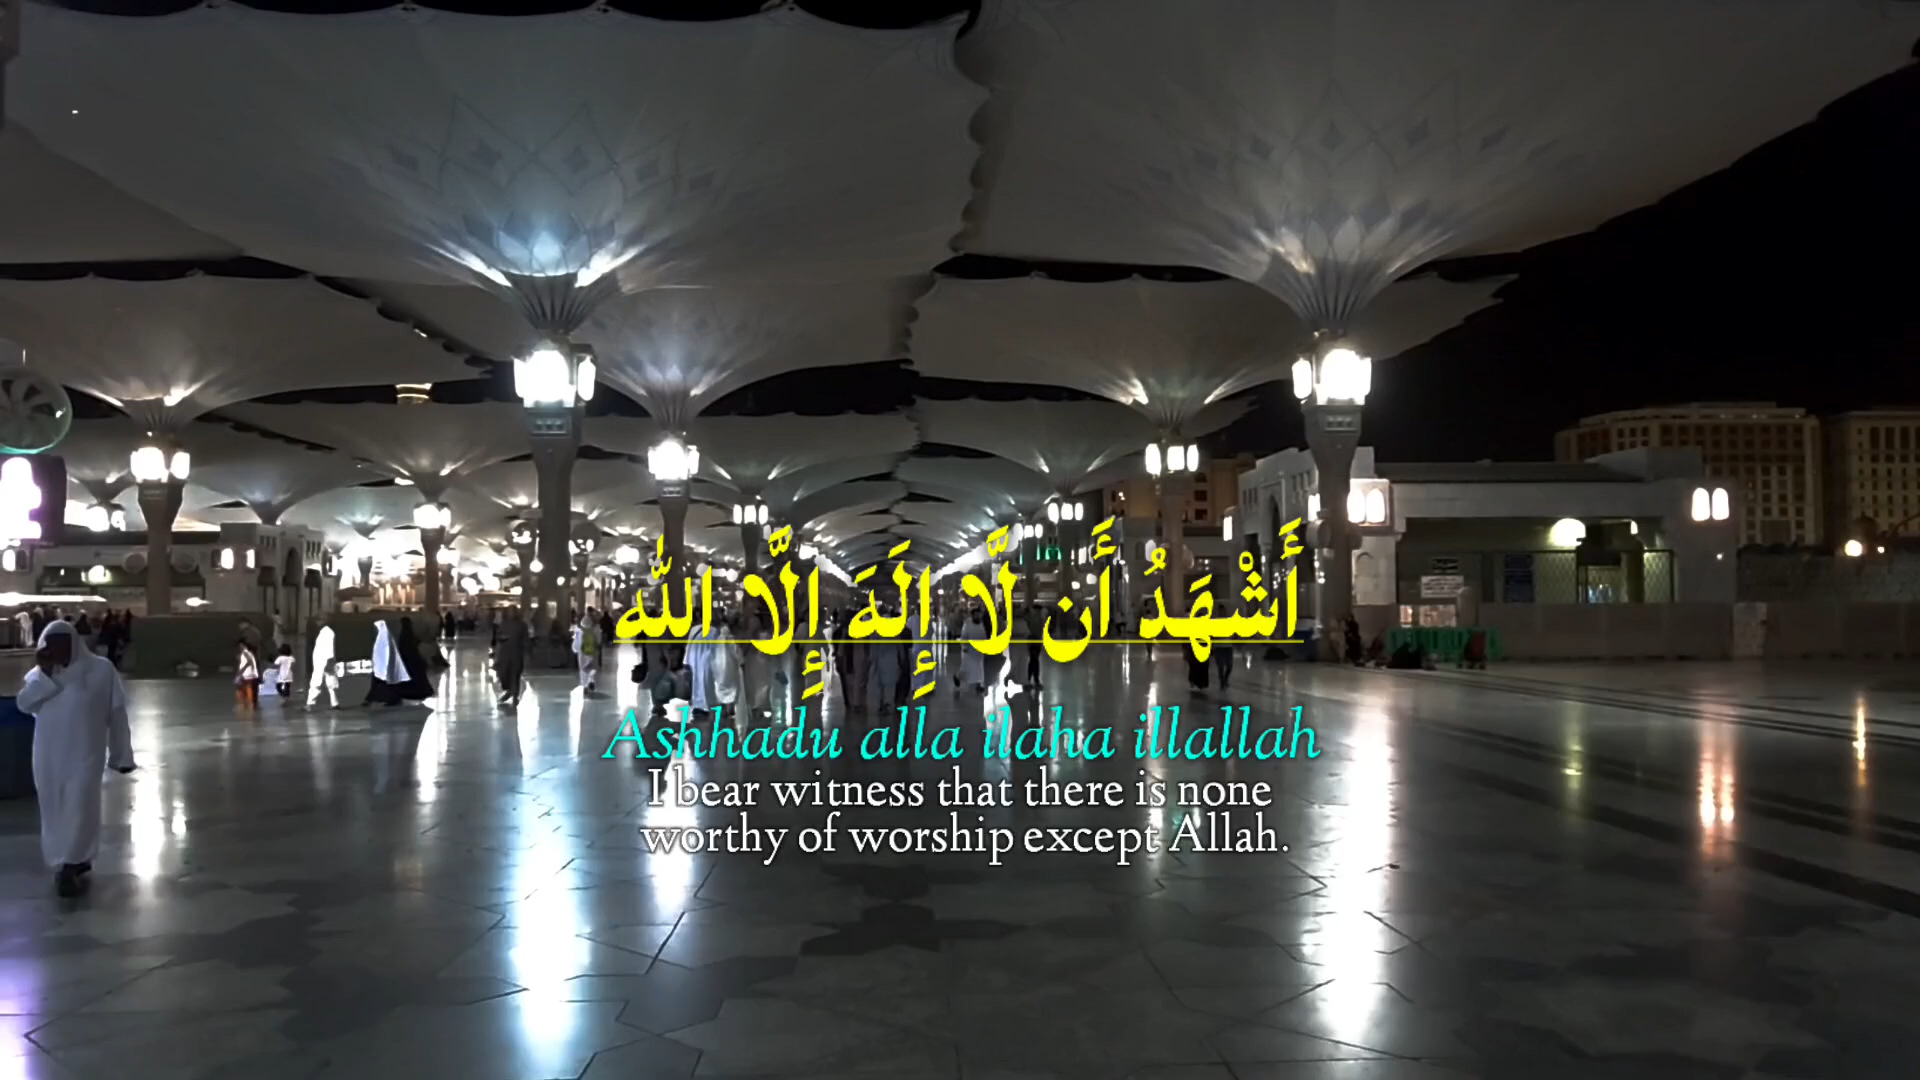 أَشْهَدُ أَن لَّا إِلَهَ إِلَّا الله
Ashhadu alla ilaha illallah
I bear witness that there is none
worthy of worship except Allah.